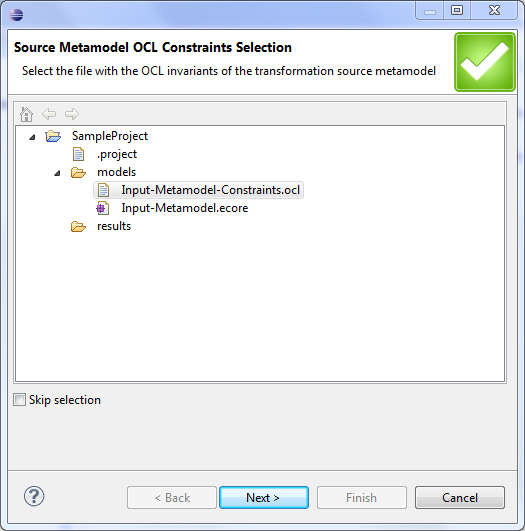 Source Metamodel OCL Constraints Selection
Select the file with the OCL invariants of the transformation source metamodel
SampleProject
.project
models
Input-Metamodel-Constraints.ocl
Input-Metamodel.ecore
results
Skip selection
? < Back Next > Finish Cancel